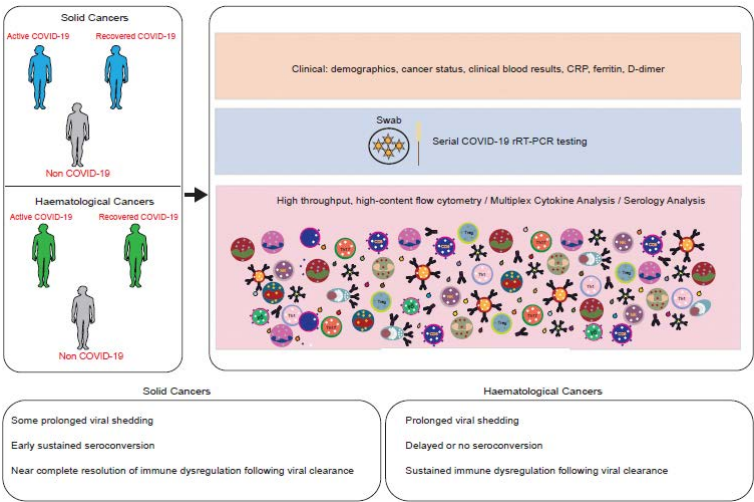 Solid Cancers
Active COVID-19
Recovered COVID-19
Non COVID-19
Haematological Cancers
Active COVID-19
Recovered COVID-19
Non COVID-19
Clinical: demographics, cancer status, clinical blood results, CRP, ferritin, D-dimer
Swab
Serial COVID-19 rRT-PCR testing
High throughput, high-content flow cytometry / Multiplex Cytokine Analysis / Serology Analysis
Solid Cancers
Some prolonged viral shedding
Early sustained seroconversion
Near complete resolution of immune dysregulation following viral clearance
Haematological Cancers
Prolonged viral shedding
Delayed or no seroconversion
Sustained immune dysregulation following viral clearance